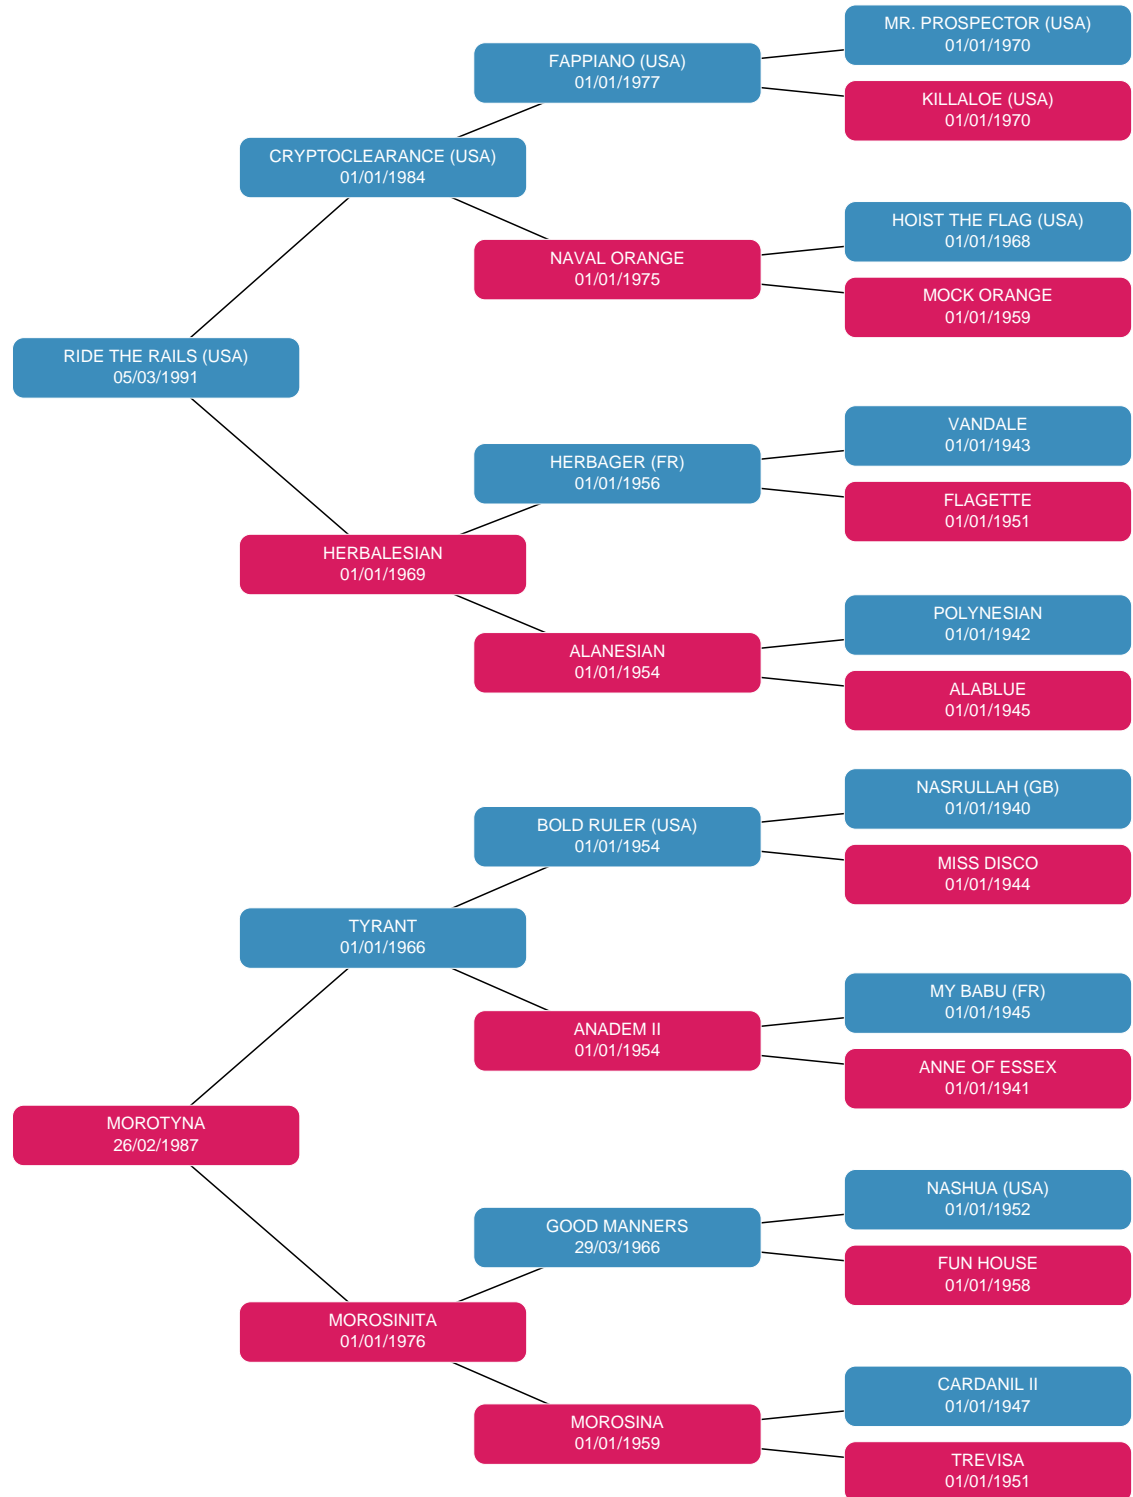 MR. PROSPECTOR (USA)
01/01/1970
FAPPIANO (USA)
01/01/1977
KILLALOE (USA)
01/01/1970
CRYPTOCLEARANCE (USA)
01/01/1984
HOIST THE FLAG (USA)
01/01/1968
NAVAL ORANGE
01/01/1975
MOCK ORANGE
01/01/1959
RIDE THE RAILS (USA)
05/03/1991
VANDALE
01/01/1943
HERBAGER (FR)
01/01/1956
FLAGETTE
01/01/1951
HERBALESIAN
01/01/1969
POLYNESIAN
01/01/1942
ALANESIAN
01/01/1954
ALABLUE
01/01/1945
NASRULLAH (GB)
01/01/1940
BOLD RULER (USA)
01/01/1954
MISS DISCO
01/01/1944
TYRANT
01/01/1966
MY BABU (FR)
01/01/1945
ANADEM II
01/01/1954
ANNE OF ESSEX
01/01/1941
MOROTYNA
26/02/1987
NASHUA (USA)
01/01/1952
GOOD MANNERS
29/03/1966
FUN HOUSE
01/01/1958
MOROSINITA
01/01/1976
CARDANIL II
01/01/1947
MOROSINA
01/01/1959
TREVISA
01/01/1951